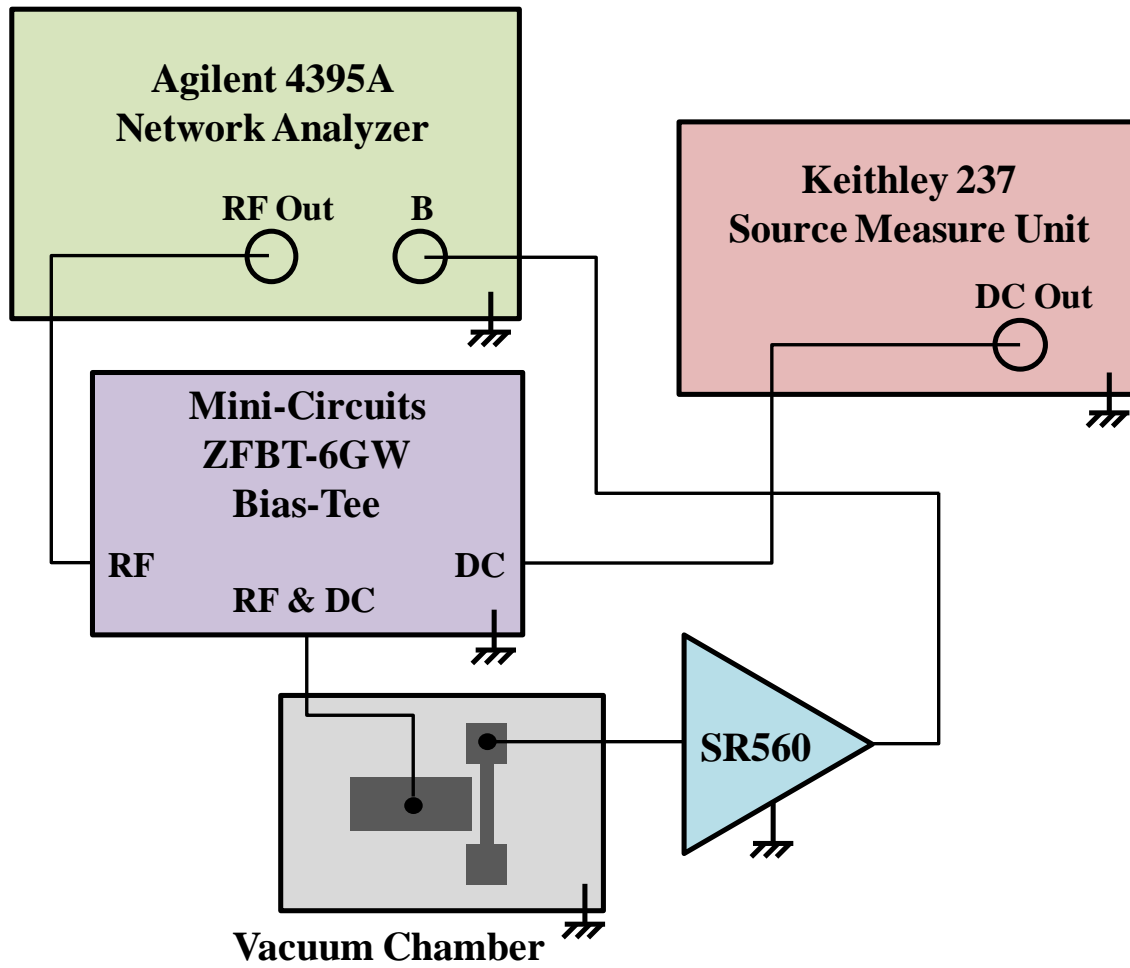 Agilent 4395A
Network Analyzer
RF Out
B
Keithley 237
Source Measure Unit
DC Out
Mini-Circuits
ZFBT-6GW
Bias-Tee
RF
DC
RF & DC
SR560
Vacuum Chamber